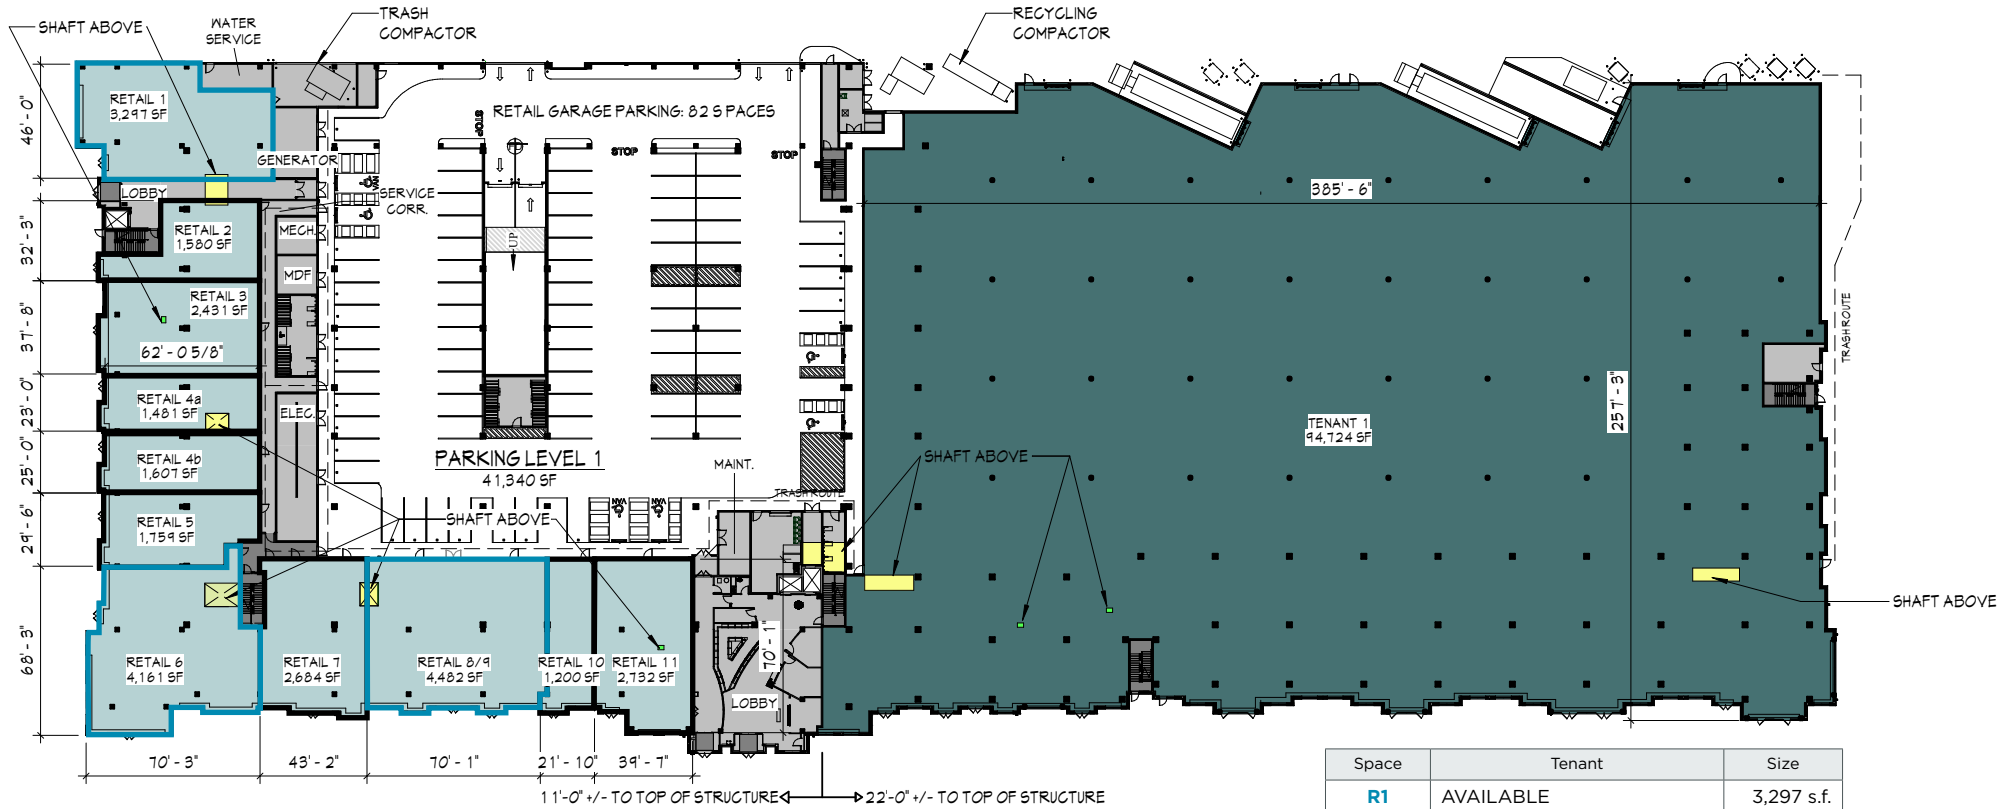 TRASH
COMPACTOR
RECYCLING
COMPACTOR
SHAFT ABOVE
WATER
SERVICE
RETAIL 1
3,297 SF
RETAIL GARAGE PARKING: 82 SPACES
STOP
STOP
STOP
46' - 0"
GENERATOR
LOBBY
VAN
SERVICE
CORR.
385' - 6"
32' - 3"
RETAIL 2
1,580 SF
MECH.
UP
MDF
RETAIL 3
2,431 SF
37' - 8"
62' - 0 5/8"
TRASH ROUTE
23' - 0"
RETAIL 4a
1,481 SF
ELEC.
257' - 3"
TENANT 1
94,724 SF
25' - 0"
RETAIL 4b
1,607 SF
PARKING LEVEL 1
41,340 SF
MAINT.
SHAFT ABOVE
TRASH ROUTE
VAN
VAN
29' - 6"
RETAIL 5
1,759 SF
SHAFT ABOVE
SHAFT ABOVE
68' - 3"
RETAIL 6
4,161 SF
RETAIL 7
2,684 SF
RETAIL 8/9
4,482 SF
RETAIL 10
1,200 SF
RETAIL 11
2,732 SF
70' - 1"
LOBBY
70' - 3"
43' - 2"
70' - 1"
21' - 10"
39' - 7"
11'-0" +/- TO TOP OF STRUCTURE
22'-0" +/- TO TOP OF STRUCTURE
Space Tenant Size
R1 AVAILABLE 3,297 s.f.